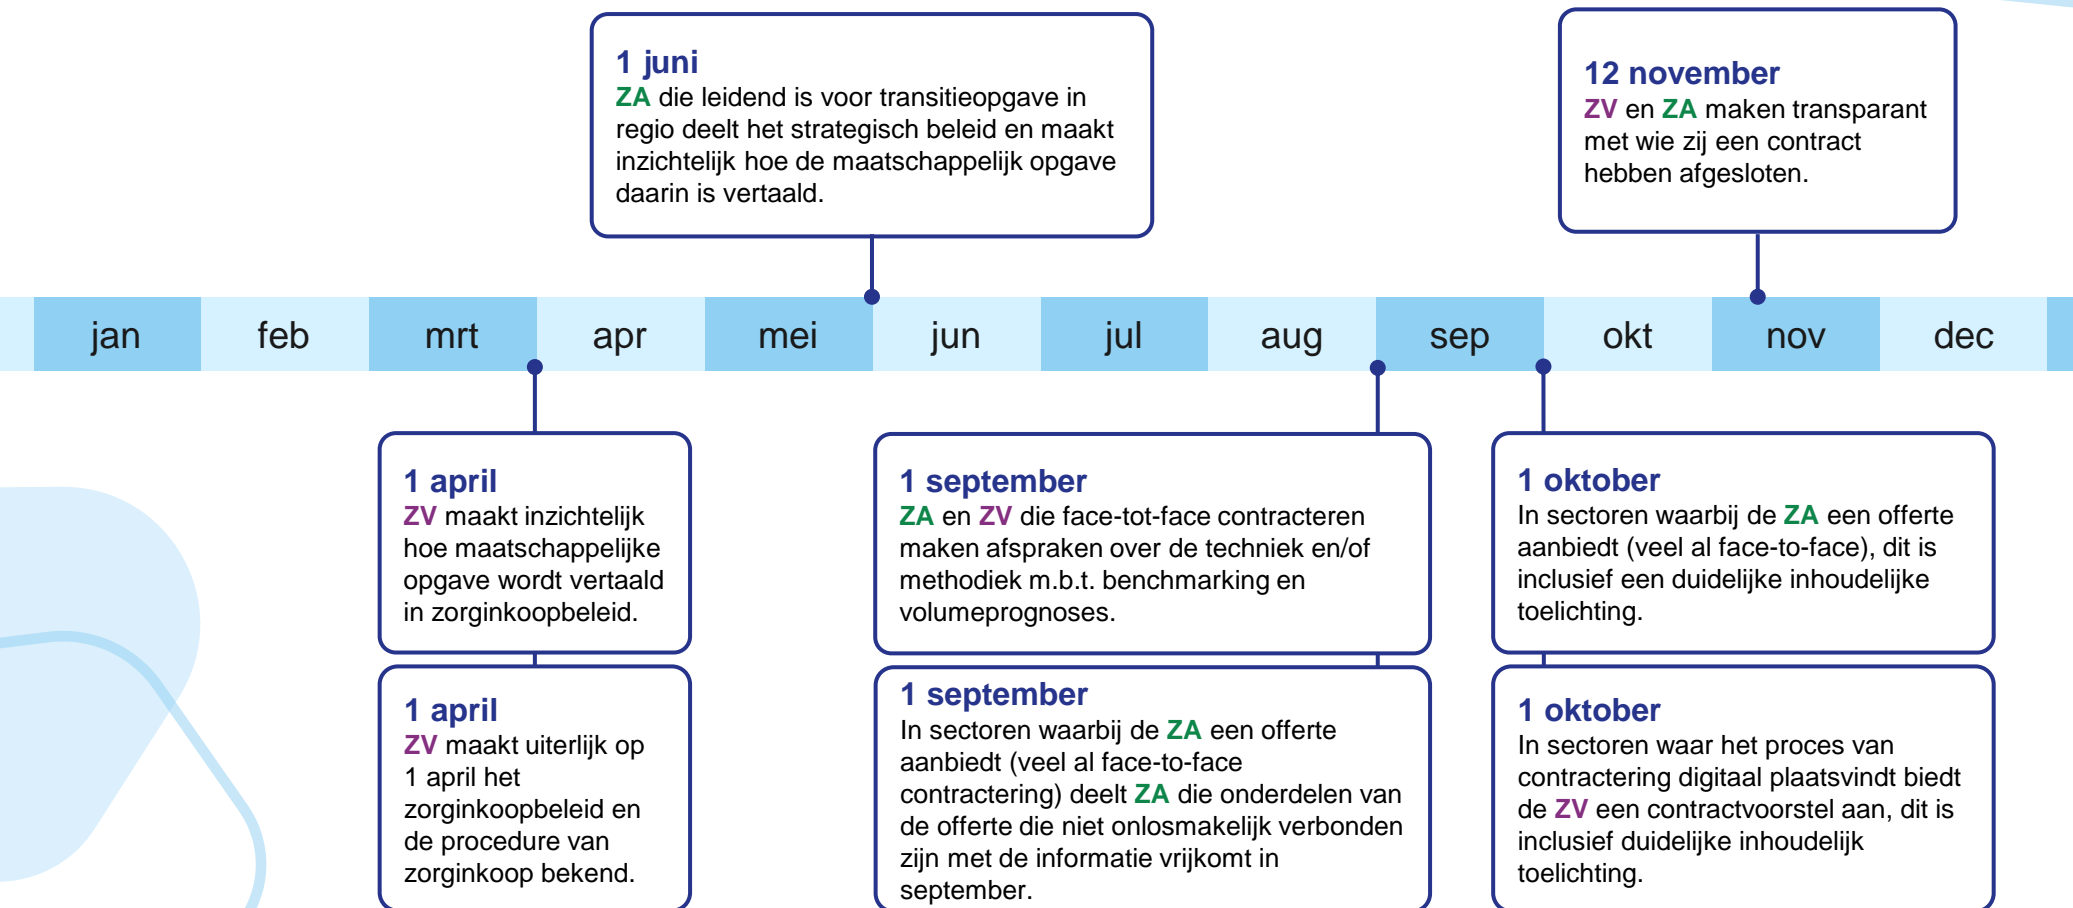 1 juni
ZA die leidend is voor transitieopgave in
regio deelt het strategisch beleid en maakt
inzichtelijk hoe de maatschappelijk opgave
daarin is vertaald.
12 november
ZV en ZA maken transparant
met wie zij een contract
hebben afgesloten.
jan feb mrt apr mei jun jul aug sep okt nov dec
1 april
ZV maakt inzichtelijk
hoe maatschappelijke
opgave wordt vertaald
in zorginkoopbeleid.
1 september
ZA en ZV die face-tot-face contracteren
maken afspraken over de techniek en/of
methodiek m.b.t. benchmarking en
volumeprognoses.
1 oktober
In sectoren waarbij de ZA een offerte
aanbiedt (veel al face-to-face), dit is
inclusief een duidelijke inhoudelijke
toelichting.
1 april
ZV maakt uiterlijk op
1 april het
zorginkoopbeleid en
de procedure van
zorginkoop bekend.
1 september
In sectoren waarbij de ZA een offerte
aanbiedt (veel al face-to-face
contractering) deelt ZA die onderdelen van
de offerte die niet onlosmakelijk verbonden
zijn met de informatie vrijkomt in
september.
1 oktober
In sectoren waar het proces van
contractering digitaal plaatsvindt biedt
de ZV een contractvoorstel aan, dit is
inclusief duidelijke inhoudelijk
toelichting.